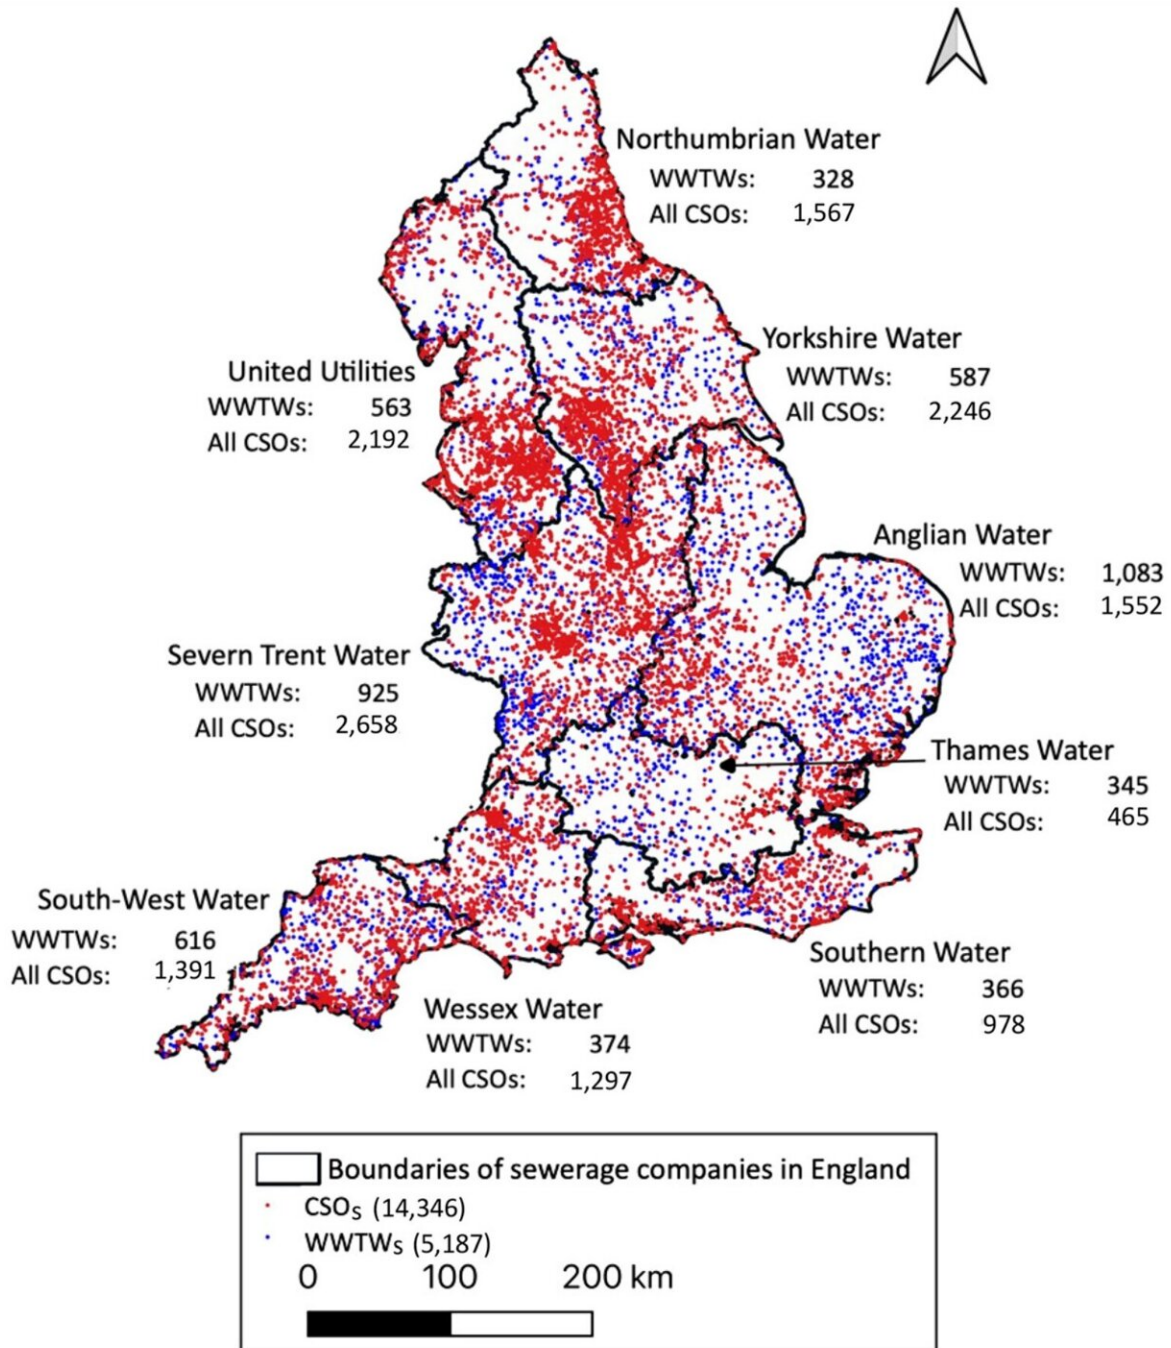 Northumbrian Water
WWTWs: 328
All CSOs: 1,567
Yorkshire Water
WWTWs: 587
All CSOs: 2,246
United Utilities
WWTWs: 563
All CSOs: 2,192
Anglian Water
WWTWs: 1,083
All CSOs: 1,552
Severn Trent Water
WWTWs: 925
All CSOs: 2,658
Thames Water
WWTWs: 345
All CSOs: 465
South-West Water
WWTWs: 616
All CSOs: 1,391
Southern Water
WWTWs: 366
All CSOs: 978
Wessex Water
WWTWs: 374
All CSOs: 1,297
Boundaries of sewerage companies in England
CSOs (14,346)
WWTWs (5,187)
0 100 200 km